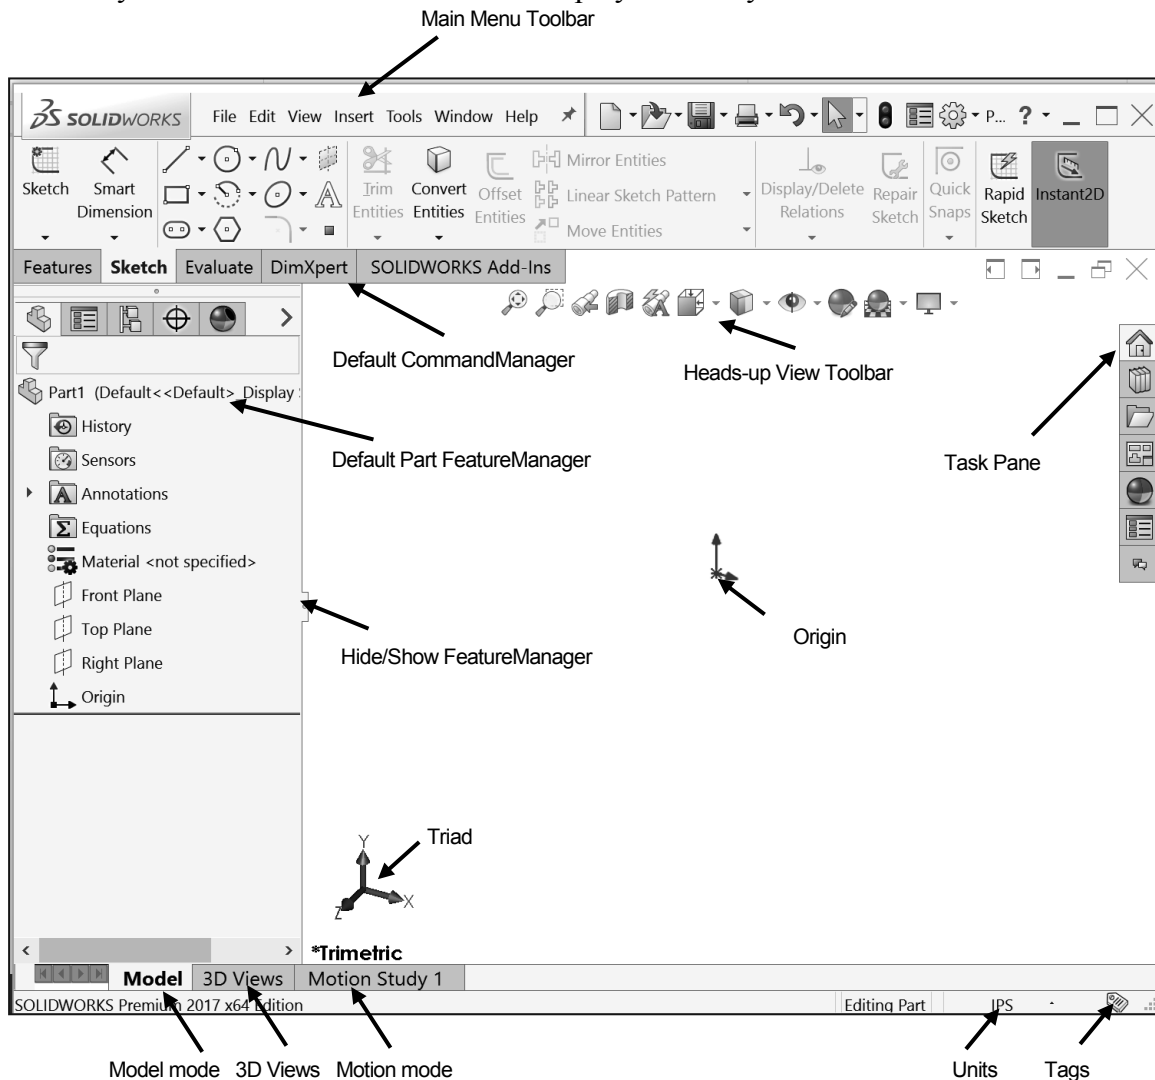 Main Menu Toolbar
SOLIDWORKS File Edit View Insert Tools Window Help P... ?
Mirror Entities
Sketch Smart Dimension Trim Entities Convert Entities Offset Entities Linear Sketch Pattern Display/Delete Relations Repair Sketch Quick Snaps Rapid Sketch Instant2D
Move Entities
Features Sketch Evaluate DimXpert SOLIDWORKS Add-Ins
Default CommandManager
Heads-up View Toolbar
Part1 (Default<<Default>_Display
History
Sensors
Default Part FeatureManager
Task Pane
Annotations
Equations
Material <not specified>
Front Plane
Top Plane
Origin
Hide/Show FeatureManager
Right Plane
Origin
Y
Triad
X
Z
*Trimetric
Model 3D Views Motion Study 1
SOLIDWORKS Premium 2017 x64 Edition Editing Part IPS
Model mode 3D Views Motion mode Units Tags